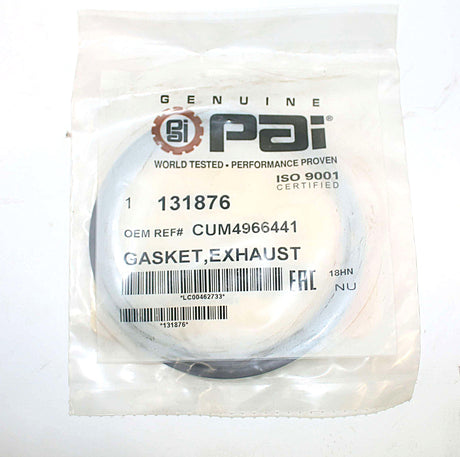 GENUINE
Pai Pai®
WORLD TESTED • PERFORMANCE PROVEN
ISO 9001
CERTIFIED
1 131876
OEM REF# CUM4966441
GASKET,EXHAUST
EAC 18HN
*LC00462733* NU
*131876*